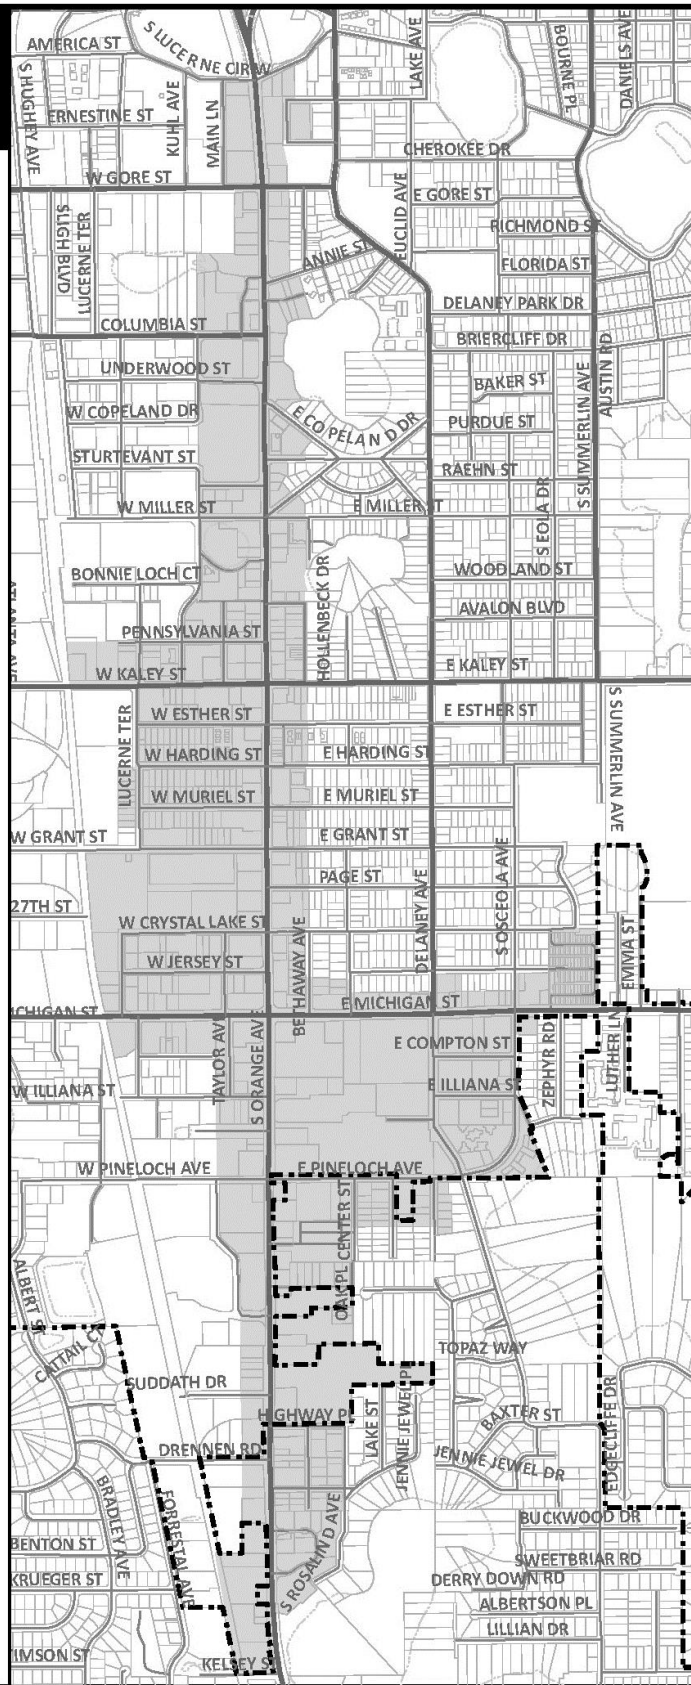 AMERICA ST
S LUCERNE CIR W
LAKE AVE
BOURNE PL
DANIELS AVE
S HUGHEY AVE
ERNESTINE ST
KUHL AVE
MAIN LN
CHEROKEE DR
W GORE ST
E GORE ST
EUCLID AVE
RICHMOND ST
SLIGH BLVD
LUCERNE TER
ANNIE ST
FLORIDA ST
DELANEY PARK DR
COLUMBIA ST
BRIERCLIFF DR
AUSTIN RD
UNDERWOOD ST
BAKER ST
S SUMMERLIN AVE
W COPELAND DR
E COPELAND DR
PURDUE ST
STURTEVANT ST
RAEHN ST
W MILLER ST
E MILLER ST
S EOLA DR
BONNIE LOCH CT
HOLLENBECK DR
WOODLAND ST
AVALON BLVD
PENNSYLVANIA ST
ATLANTA AVE
W KALEY ST
E KALEY ST
W ESTHER ST
E ESTHER ST
S SUMMERLIN AVE
LUCERNE TER
W HARDING ST
E HARDING ST
W MURIEL ST
E MURIEL ST
W GRANT ST
E GRANT ST
PAGE ST
DELANEY AVE
S OSCEOLA AVE
27TH ST
W CRYSTAL LAKE ST
BETHAWAY AVE
EMMA ST
W JERSEY ST
ICHIGAN ST
E MICHIGAN ST
TAYLOR AV
S ORANGE AVE
E COMPTON ST
ZEPHYR RD
LUTHER LN
W ILLIANA ST
E ILLIANA ST
W PINELOCH AVE
E PINELOCH AVE
OAK PL CENTER ST
ALBERT ST
CATTAIL CT
TOPAZ WAY
SUDDATH DR
HIGHWAY PL
LAKE ST
JENNIE JEWEL PL
BAXTER ST
EDGECLIFFE DR
DRENNEN RD
JENNIE JEWEL DR
BRADLEY AVE
FORRESTAL AVE
S ROSALIND AVE
BUCKWOOD DR
BENTON ST
SWEETBRIAR RD
KRUEGER ST
DERRY DOWN RD
ALBERTSON PL
LILLIAN DR
TIMSON ST
KELSEY ST